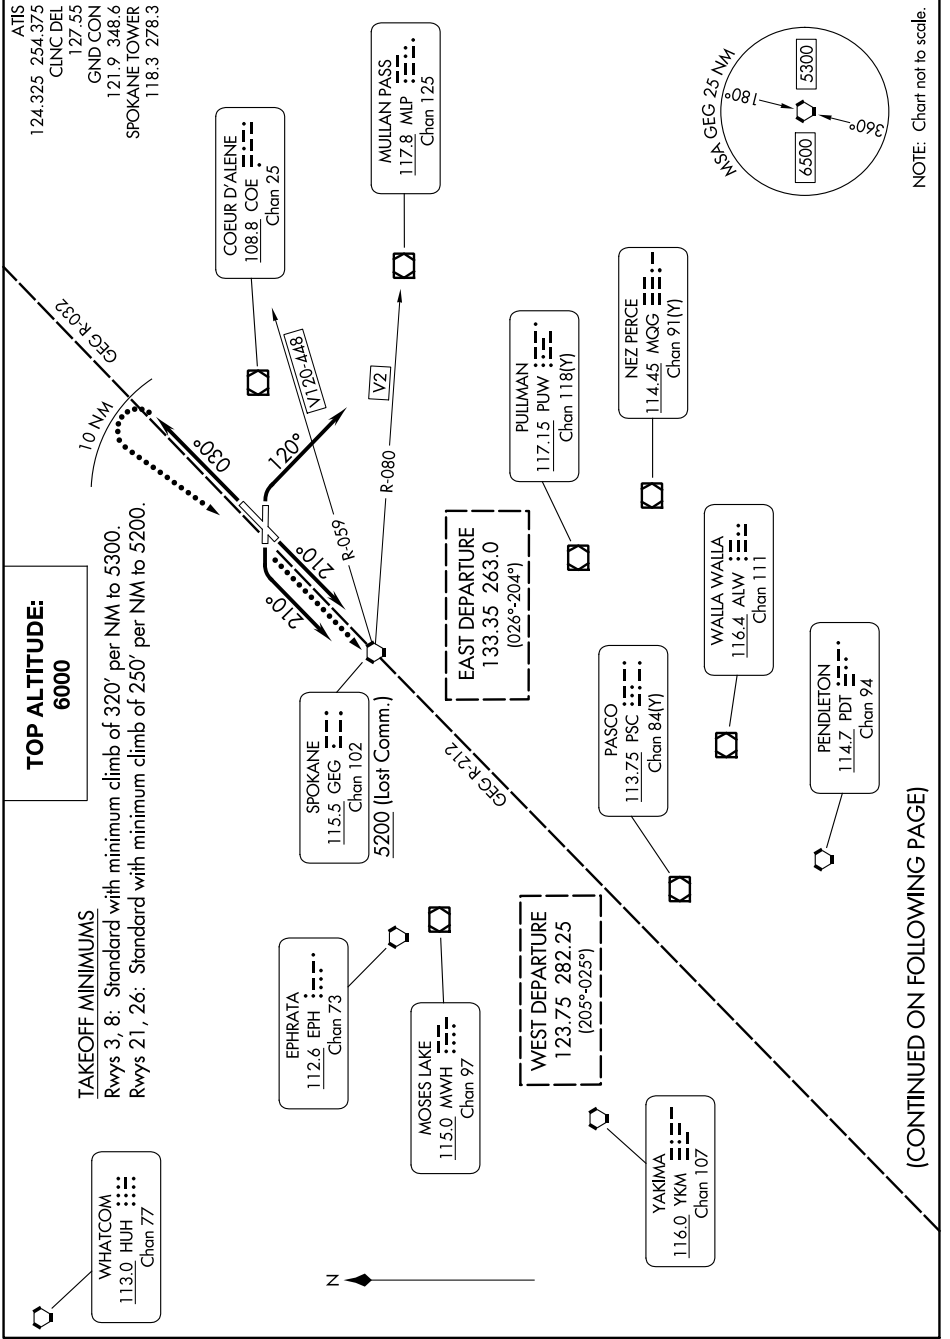 TOP ALTITUDE:
6000
ATIS
124.325 254.375
CLNC DEL
127.55
GND CON
121.9 348.6
SPOKANE TOWER
118.3 278.3
TAKEOFF MINIMUMS
Rwys 3, 8: Standard with minimum climb of 320' per NM to 5300.
Rwys 21, 26: Standard with minimum climb of 250' per NM to 5200.
WHATCOM
113.0 HUH
Chan 77
10 NM
GEG R-032
030°
120°
210°
210°
COEUR D'ALENE
108.8 COE
Chan 25
MULLAN PASS
117.8 MLP
Chan 125
V120-448
R-059
V2
R-080
SPOKANE
115.5 GEG
Chan 102
5200 (Lost Comm.)
EPHRATA
112.6 EPH
Chan 73
MOSES LAKE
115.0 MWH
Chan 97
GEG R-212
EAST DEPARTURE
133.35 263.0
(026°-204°)
WEST DEPARTURE
123.75 282.25
(205°-025°)
PULLMAN
117.15 PUW
Chan 118(Y)
NEZ PERCE
114.45 MQG
Chan 91(Y)
PASCO
113.75 PSC
Chan 84(Y)
WALLA WALLA
116.4 ALW
Chan 111
YAKIMA
116.0 YKM
Chan 107
PENDLETON
114.7 PDT
Chan 94
N
MSA GEG 25 NM
180°
360°
6500
5300
(CONTINUED ON FOLLOWING PAGE)
NOTE: Chart not to scale.